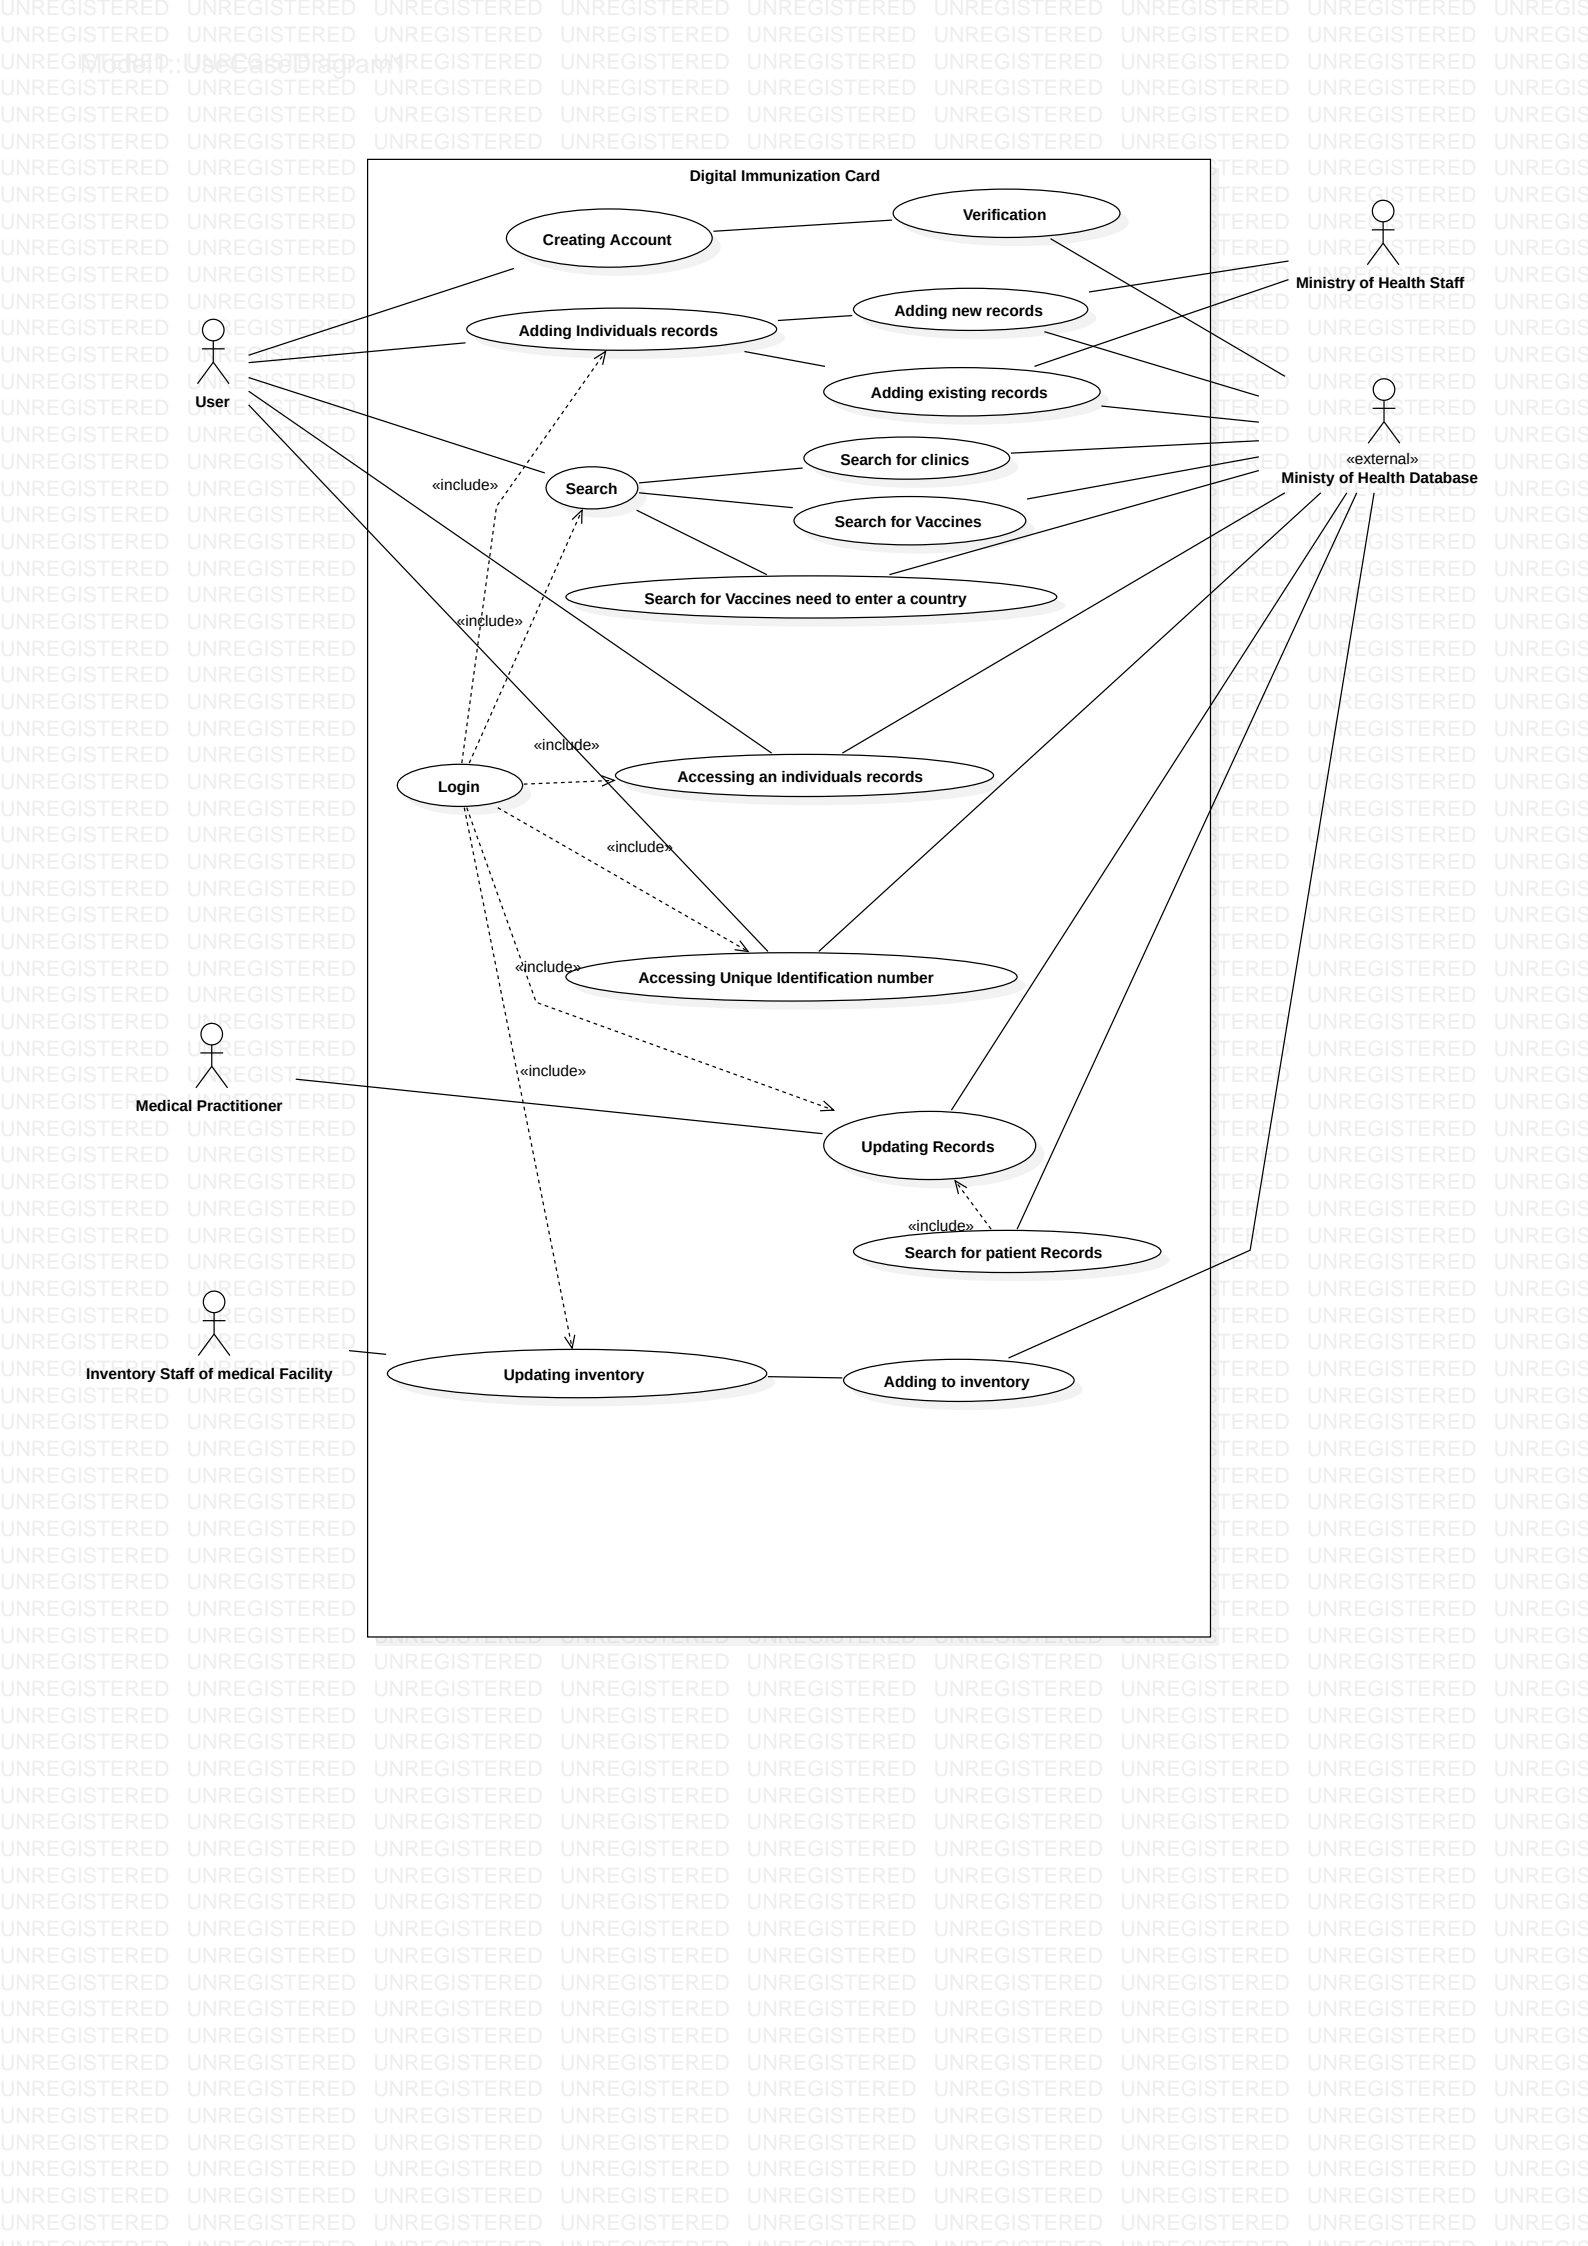 Model1::UseCaseDiagram1
Digital Immunization Card
Creating Account
Verification
Ministry of Health Staff
Adding Individuals records
Adding new records
User
Adding existing records
«external»
Ministy of Health Database
«include»
Search
Search for clinics
Search for Vaccines
Search for Vaccines need to enter a country
«include»
«include»
Login
Accessing an individuals records
«include»
«include»
Accessing Unique Identification number
Medical Practitioner
«include»
Updating Records
«include»
Search for patient Records
Inventory Staff of medical Facility
Updating inventory
Adding to inventory
UNREGISTERED